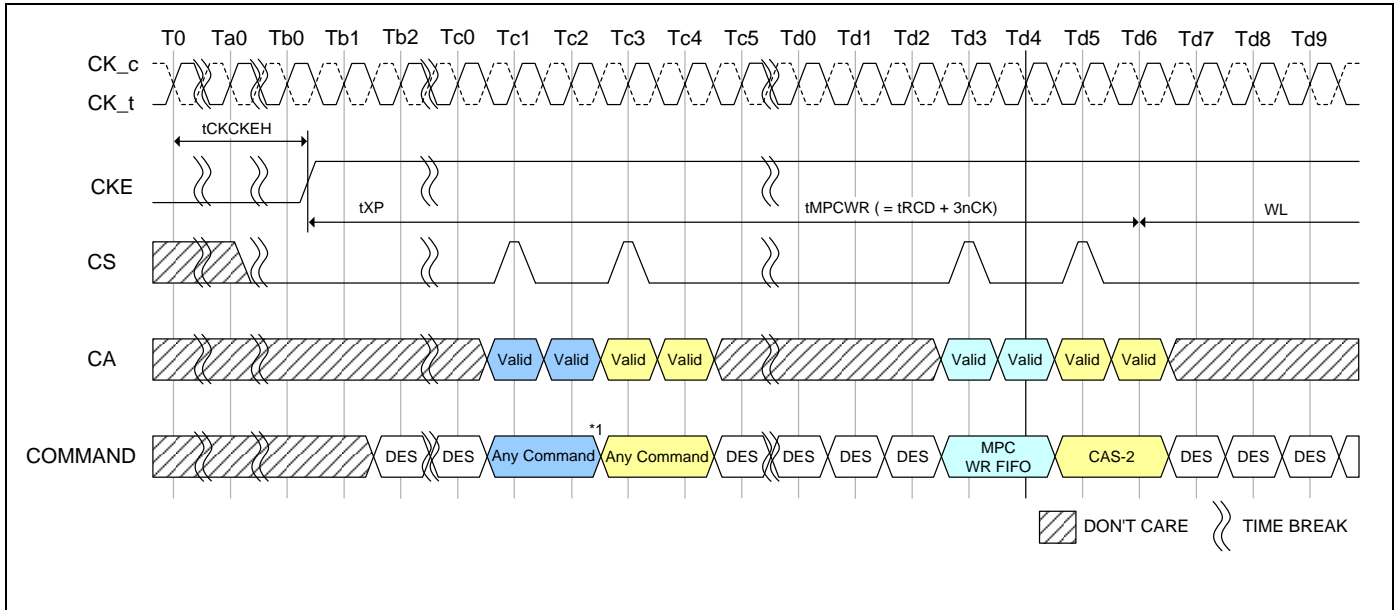 T0 Ta0 Tb0 Tb1 Tb2 Tc0 Tc1 Tc2 Tc3 Tc4 Tc5 Td0 Td1 Td2 Td3 Td4 Td5 Td6 Td7 Td8 Td9
CK_c
CK_t
tCKCKEH
CKE
tXP tMPCWR ( = tRCD + 3nCK) WL
CS
CA Valid Valid Valid Valid Valid Valid Valid Valid
*1
COMMAND DES DES Any Command Any Command DES DES DES DES MPC WR FIFO CAS-2 DES DES DES
DON'T CARE TIME BREAK